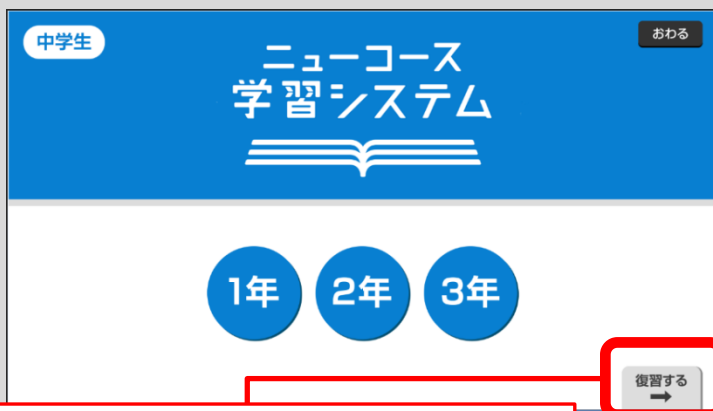 中学生
おわる
ニューコース
学習システム
1年
2年
3年
復習する